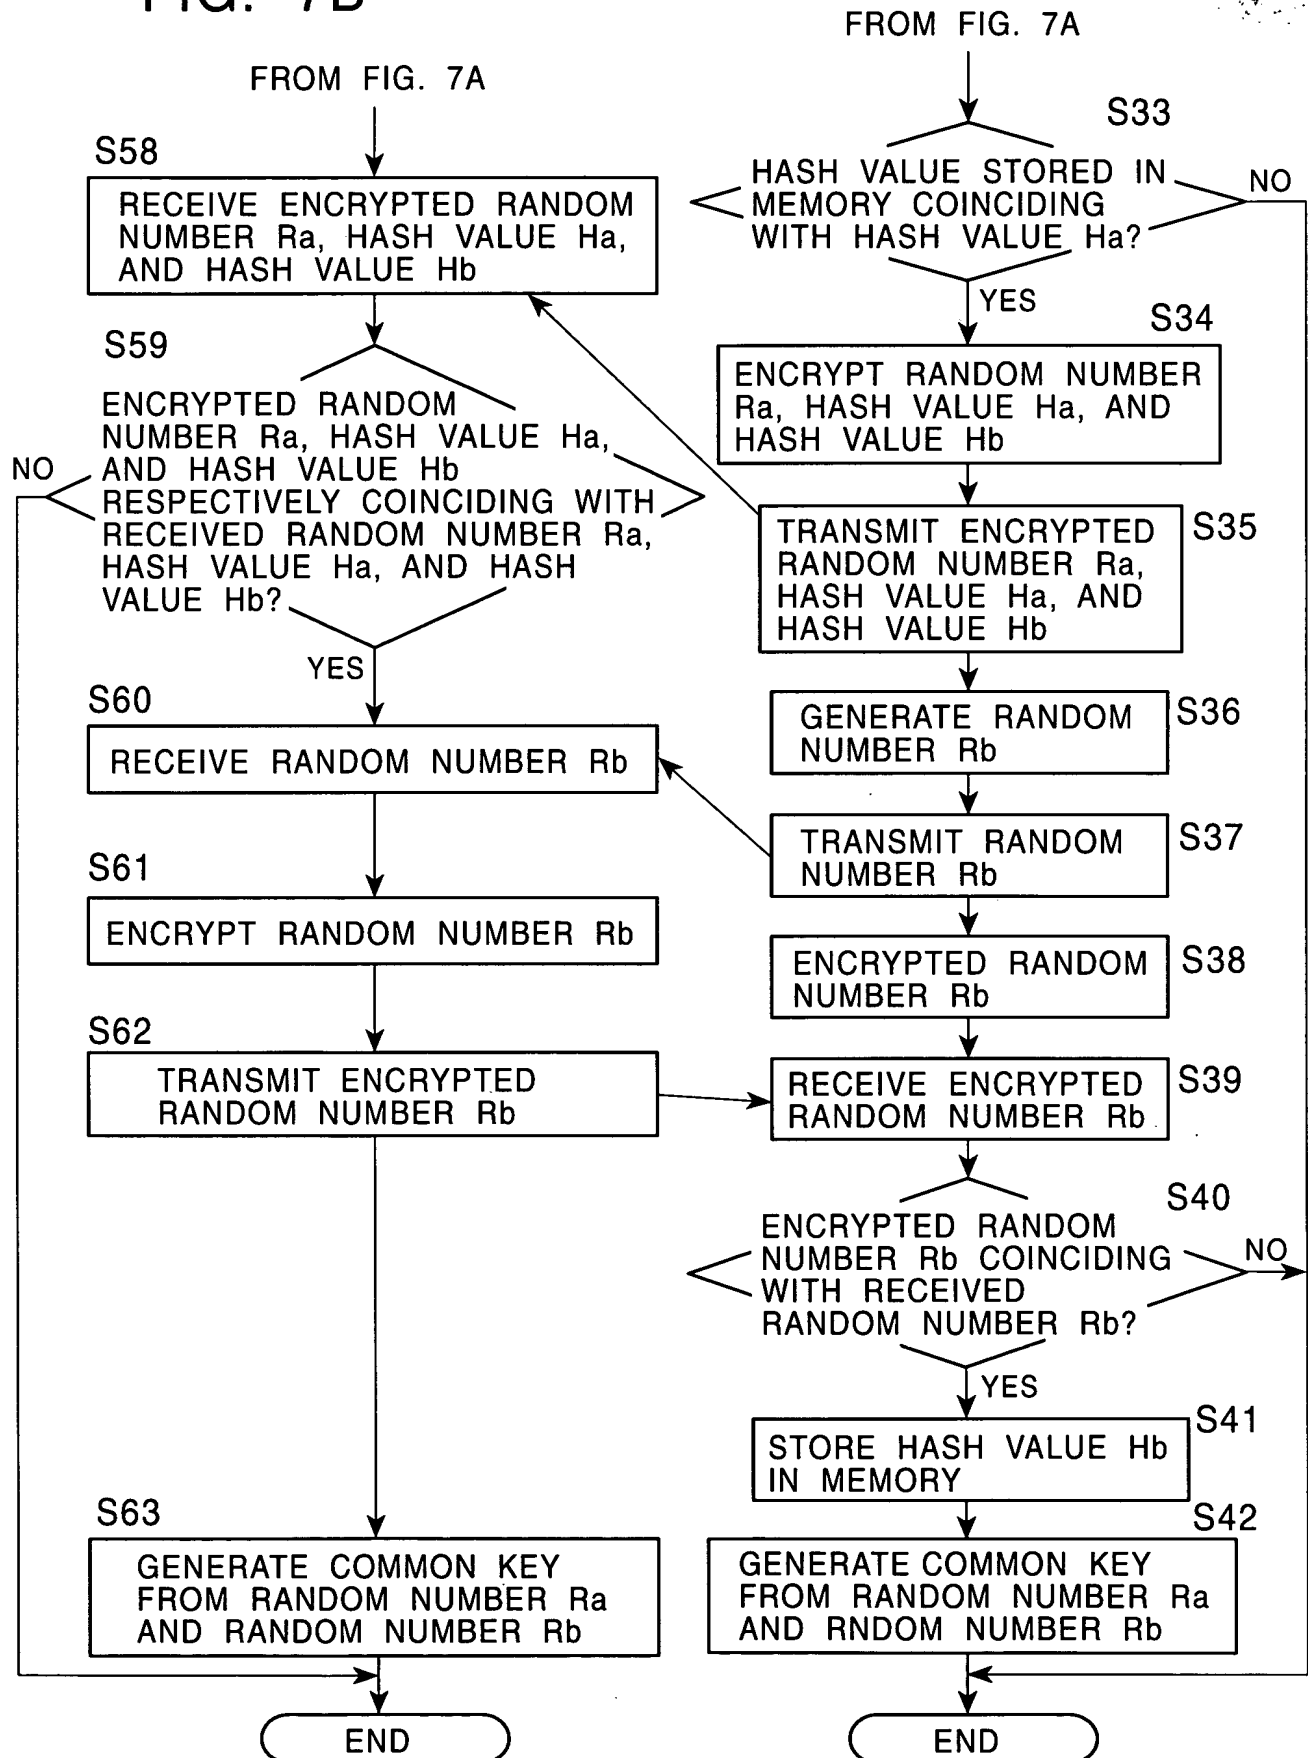 FIG. 7B
FROM FIG. 7A
S58
RECEIVE ENCRYPTED RANDOM
NUMBER Ra, HASH VALUE Ha,
AND HASH VALUE Hb
S59
ENCRYPTED RANDOM
NUMBER Ra, HASH VALUE Ha,
AND HASH VALUE Hb
RESPECTIVELY COINCIDING WITH
RECEIVED RANDOM NUMBER Ra,
HASH VALUE Ha, AND HASH
VALUE Hb?
NO
YES
S60
RECEIVE RANDOM NUMBER Rb
S61
ENCRYPT RANDOM NUMBER Rb
S62
TRANSMIT ENCRYPTED
RANDOM NUMBER Rb
S63
GENERATE COMMON KEY
FROM RANDOM NUMBER Ra
AND RANDOM NUMBER Rb
END
FROM FIG. 7A
S33
HASH VALUE STORED IN
MEMORY COINCIDING
WITH HASH VALUE Ha?
NO
YES
S34
ENCRYPT RANDOM NUMBER
Ra, HASH VALUE Ha, AND
HASH VALUE Hb
S35
TRANSMIT ENCRYPTED
RANDOM NUMBER Ra,
HASH VALUE Ha, AND
HASH VALUE Hb
S36
GENERATE RANDOM
NUMBER Rb
S37
TRANSMIT RANDOM
NUMBER Rb
S38
ENCRYPTED RANDOM
NUMBER Rb
S39
RECEIVE ENCRYPTED
RANDOM NUMBER Rb
S40
ENCRYPTED RANDOM
NUMBER Rb COINCIDING
WITH RECEIVED
RANDOM NUMBER Rb?
NO
YES
S41
STORE HASH VALUE Hb
IN MEMORY
S42
GENERATE COMMON KEY
FROM RANDOM NUMBER Ra
AND RNDOM NUMBER Rb
END